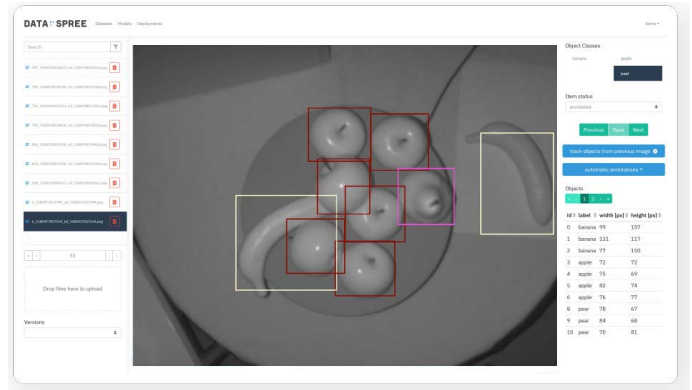 DATA SPREE
Datasets Models Deployments
demo
Search
53
Drop files here to upload
Versions
Object Classes
banana apple
pear
Item status
annotated
Previous Save Next
track objects from previous image
automatic annotations
Objects
« ‹ 1 2 › »
id label width [px] height [px]
0 banana 99 157
1 banana 131 117
2 banana 77 150
3 apple 72 72
4 apple 75 69
5 apple 82 74
6 apple 76 77
8 pear 78 67
9 pear 84 68
10 pear 79 81